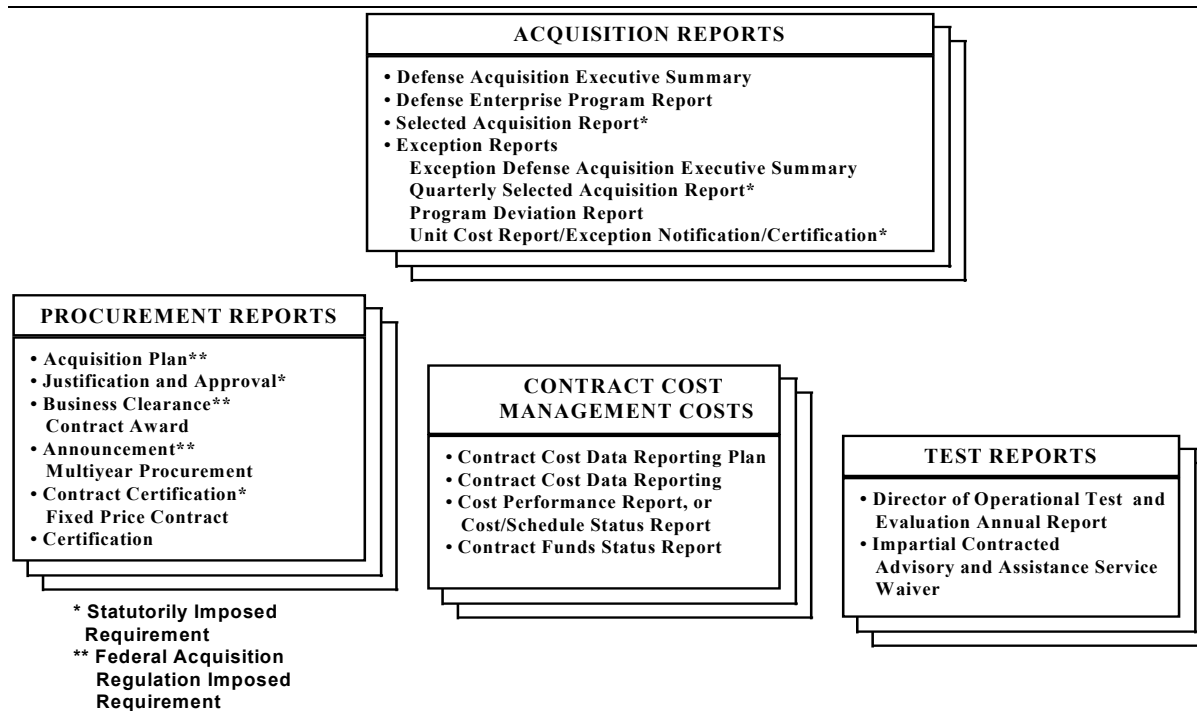 ACQUISITION REPORTS
• Defense Acquisition Executive Summary
• Defense Enterprise Program Report
• Selected Acquisition Report*
• Exception Reports
Exception Defense Acquisition Executive Summary
Quarterly Selected Acquisition Report*
Program Deviation Report
Unit Cost Report/Exception Notification/Certification*
PROCUREMENT REPORTS
• Acquisition Plan**
• Justification and Approval*
• Business Clearance**
Contract Award
• Announcement**
Multiyear Procurement
• Contract Certification*
Fixed Price Contract
• Certification
* Statutorily Imposed
Requirement
** Federal Acquisition
Regulation Imposed
Requirement
CONTRACT COST
MANAGEMENT COSTS
• Contract Cost Data Reporting Plan
• Contract Cost Data Reporting
• Cost Performance Report, or
Cost/Schedule Status Report
• Contract Funds Status Report
TEST REPORTS
• Director of Operational Test and
Evaluation Annual Report
• Impartial Contracted
Advisory and Assistance Service
Waiver